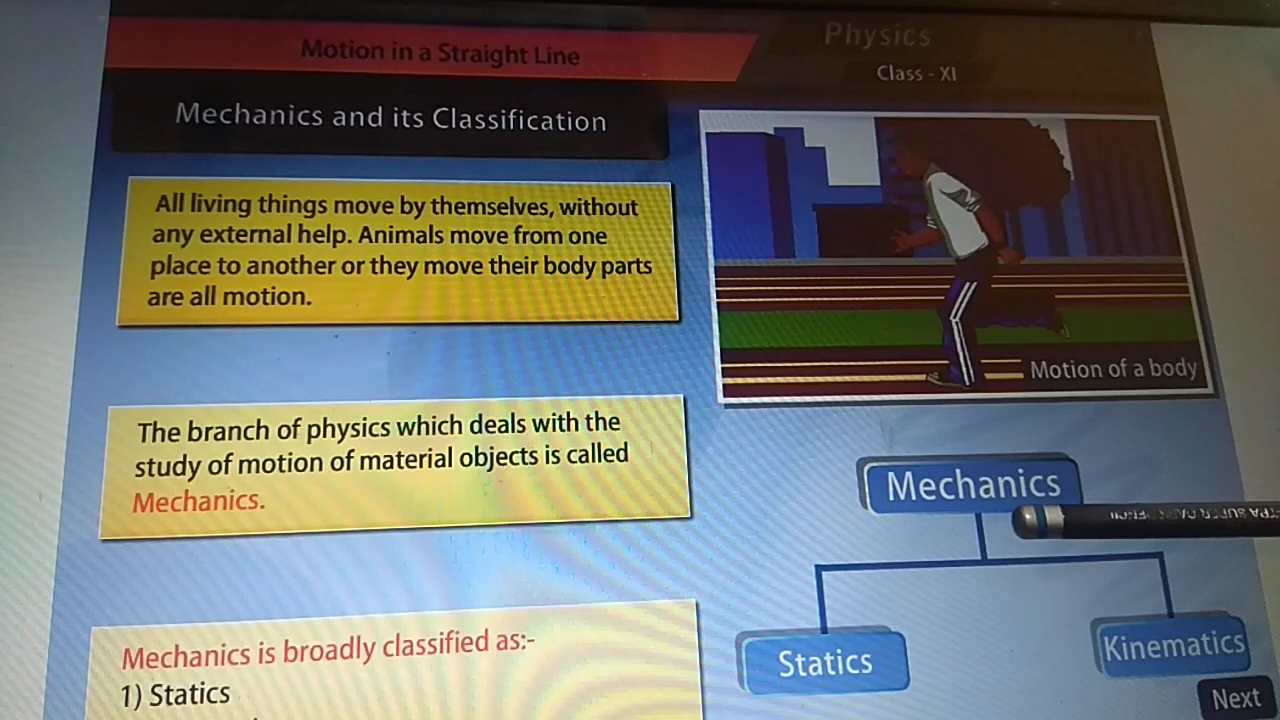 Motion in a Straight Line
Physics
Class - XI
Mechanics and its Classification
All living things move by themselves, without
any external help. Animals move from one
place to another or they move their body parts
are all motion.
Motion of a body
The branch of physics which deals with the
study of motion of material objects is called
Mechanics.
Mechanics
Statics
Kinematics
Mechanics is broadly classified as:-
1) Statics
Next